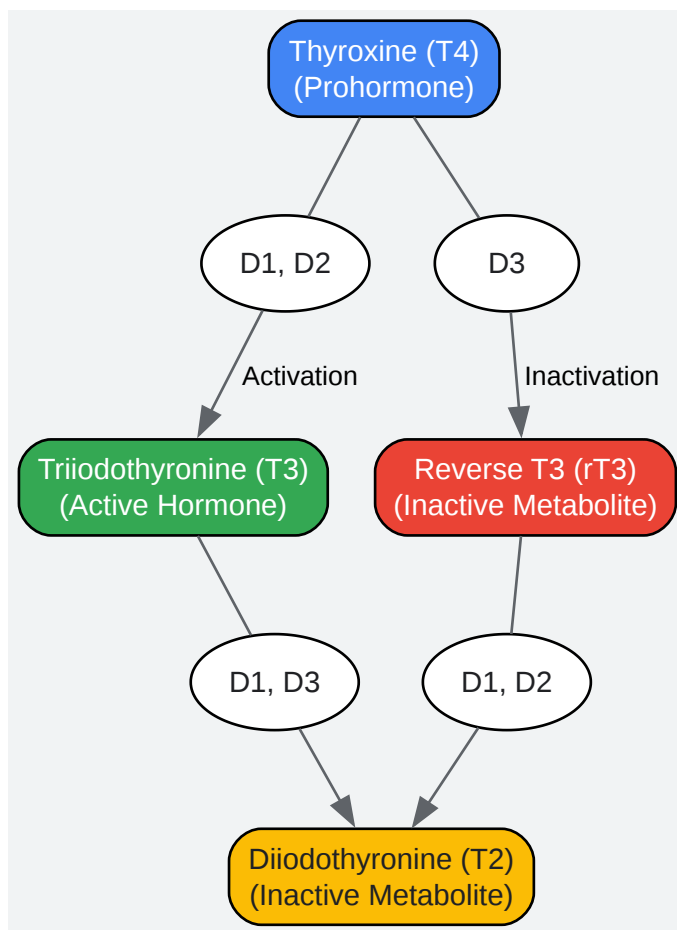 Thyroxine (T4)
(Prohormone)
D1, D2
D3
Activation
Inactivation
Triiodothyronine (T3)
(Active Hormone)
Reverse T3 (rT3)
(Inactive Metabolite)
D1, D3
D1, D2
Diiodothyronine (T2)
(Inactive Metabolite)